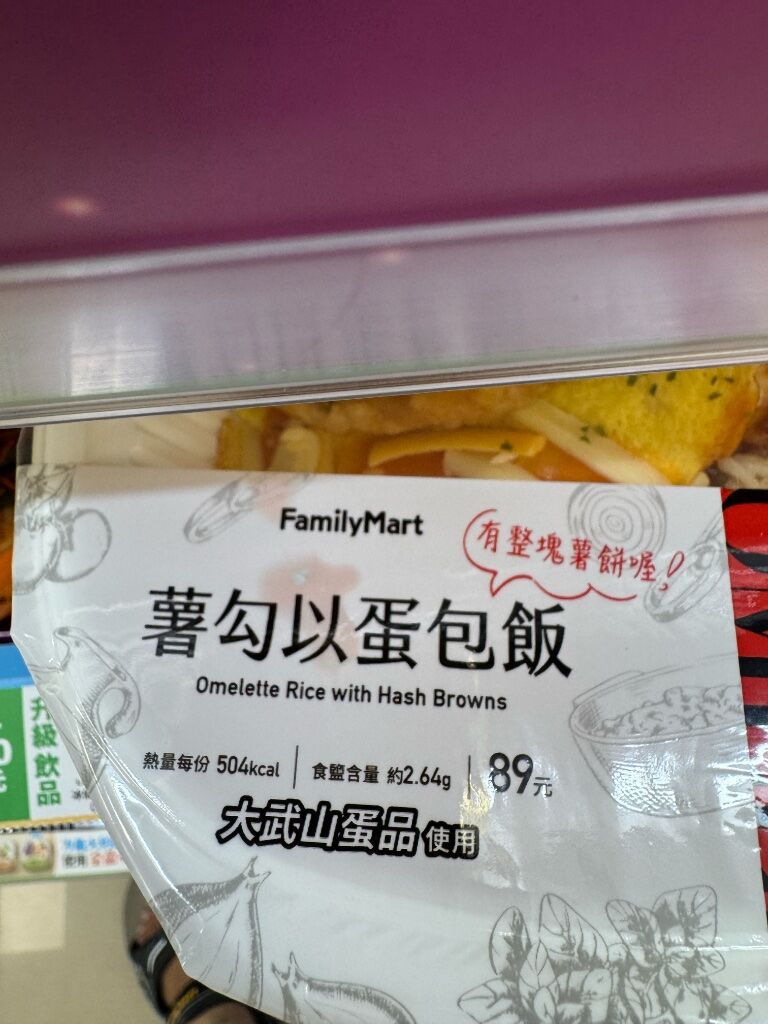 FamilyMart
有整塊薯餅喔!
薯勾以蛋包飯
Omelette Rice with Hash Browns
熱量每份 504kcal | 食鹽含量 約2.64g | 89元
大武山蛋品 使用
升級飲品